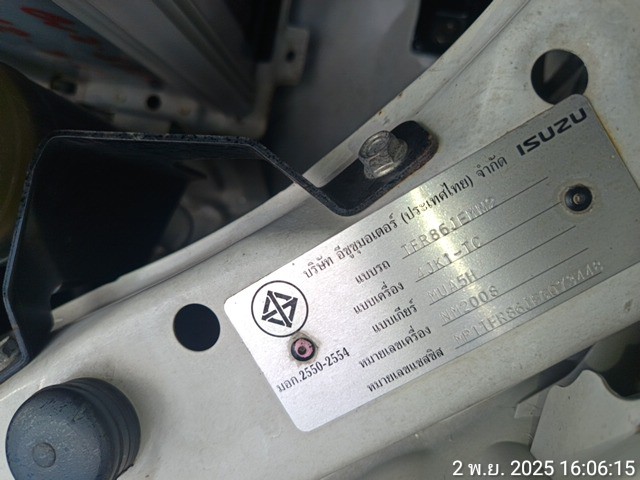 ISUZU
บริษัท อีซูซุมอเตอร์ (ประเทศไทย) จำกัด
แบบรถ
แบบเครื่อง 4JK1-TC
แบบเกียร์ MUA5H
หมายเลขเครื่อง
หมายเลขแชสซิส
มอก.2550-2554
2 พ.ย. 2025 16:06:15